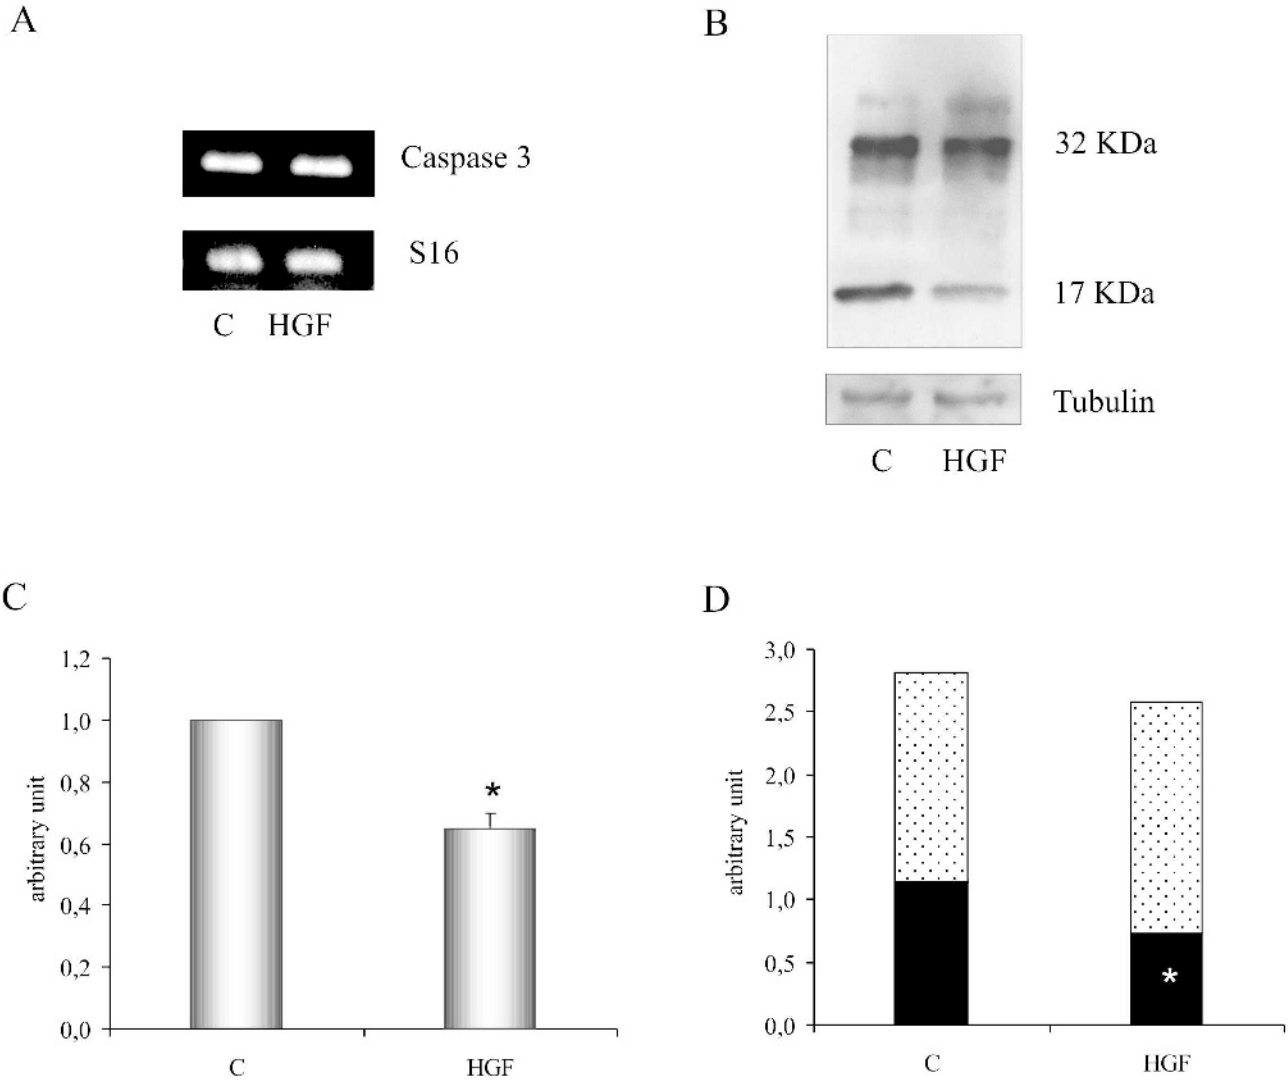 A
Caspase 3
S16
C HGF
B
32 KDa
17 KDa
Tubulin
C HGF
C
1,2
1,0
0,8
0,6
0,4
0,2
0,0
arbitrary unit
*
C HGF
D
3,0
2,5
2,0
1,5
1,0
0,5
0,0
arbitrary unit
*
C HGF